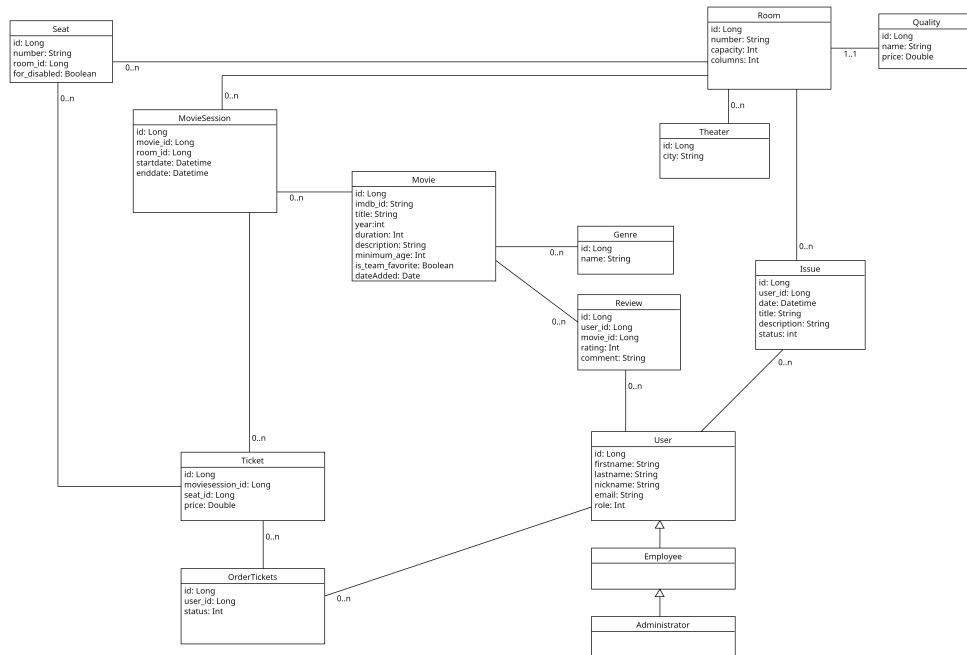 Seat
id: Long
number: String
room_id: Long
for_disabled: Boolean
0..n
0..n
Room
id: Long
number: String
capacity: Int
columns: Int
1..1
Quality
id: Long
name: String
price: Double
0..n
MovieSession
id: Long
movie_id: Long
room_id: Long
startdate: Datetime
enddate: Datetime
0..n
0..n
Theater
id: Long
city: String
Movie
id: Long
imdb_id: String
title: String
year:int
duration: Int
description: String
minimum_age: Int
is_team_favorite: Boolean
dateAdded: Date
0..n
Genre
id: Long
name: String
0..n
Review
id: Long
user_id: Long
movie_id: Long
rating: Int
comment: String
0..n
0..n
Issue
id: Long
user_id: Long
date: Datetime
title: String
description: String
status: int
0..n
0..n
Ticket
id: Long
moviesession_id: Long
seat_id: Long
price: Double
0..n
User
id: Long
firstname: String
lastname: String
nickname: String
email: String
role: Int
OrderTickets
id: Long
user_id: Long
status: Int
0..n
Employee
Administrator